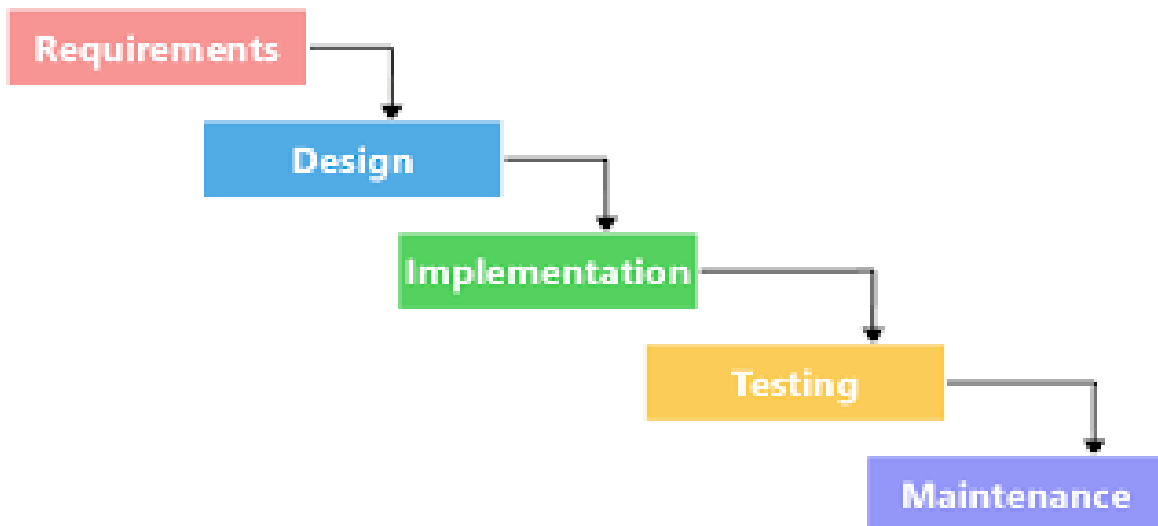 Requirements
Design
Implementation
Testing
Maintenance